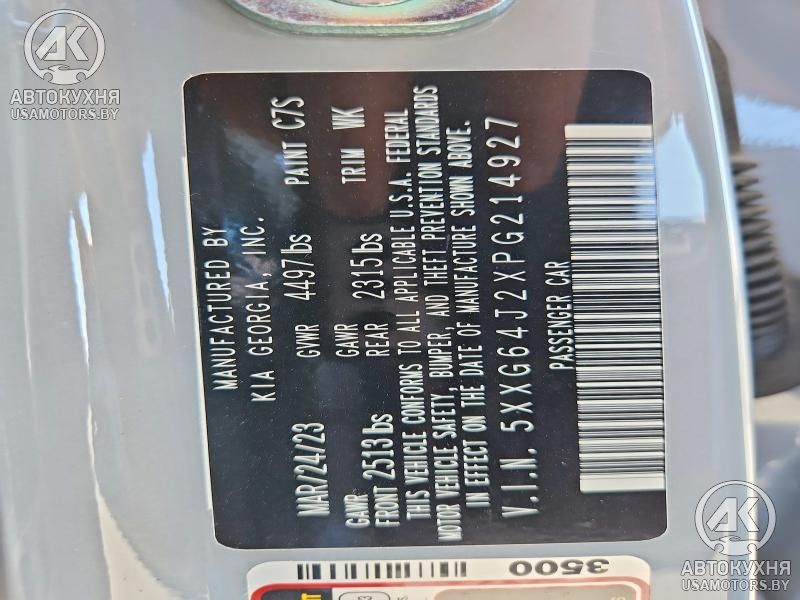 MANUFACTURED BY
KIA GEORGIA, INC.
MAR/24/23 GVWR 4497lbs PAINT C7S
GAWR FRONT 2513lbs GAWR REAR 2315lbs TRIM WK
THIS VEHICLE CONFORMS TO ALL APPLICABLE U.S.A. FEDERAL
MOTOR VEHICLE SAFETY, BUMPER, AND THEFT PREVENTION STANDARDS
IN EFFECT ON THE DATE OF MANUFACTURE SHOWN ABOVE.
V.I.N. 5XXG64J2XPG214927
PASSENGER CAR
3500
АК
АВТОКУХНЯ
USAMOTORS.BY
АК
АВТОКУХНЯ
USAMOTORS.BY